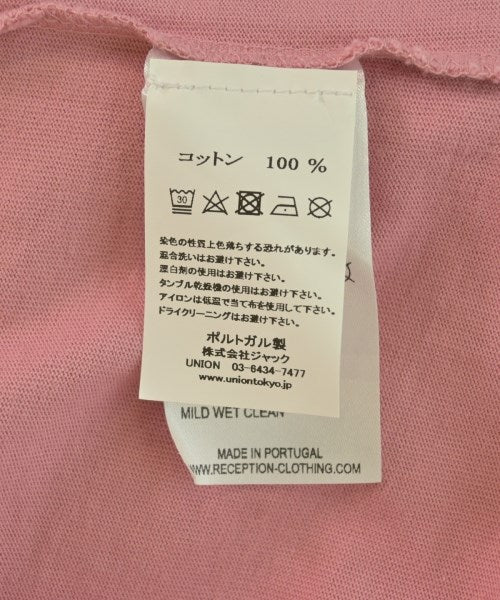 コットン 100 %
30
染色の性質上色落ちする恐れがあります。
混合洗いはお避け下さい。
漂白剤の使用はお避け下さい。
タンブル乾燥機の使用はお避け下さい。
アイロンは低温で当て布を使用して下さい。
ドライクリーニングはお避け下さい。
ポルトガル製
株式会社ジャック
UNION 03-6434-7477
www.uniontokyo.jp
MILD WET CLEAN
MADE IN PORTUGAL
WWW.RECEPTION-CLOTHING.COM